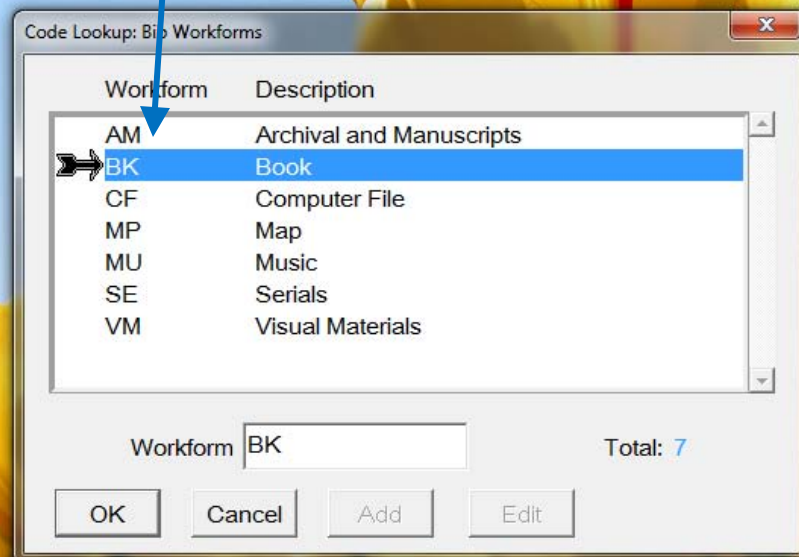 Code Lookup: Bib Workforms
Workform Description
AM Archival and Manuscripts
BK Book
CF Computer File
MP Map
MU Music
SE Serials
VM Visual Materials
Workform BK Total: 7
OK Cancel Add Edit